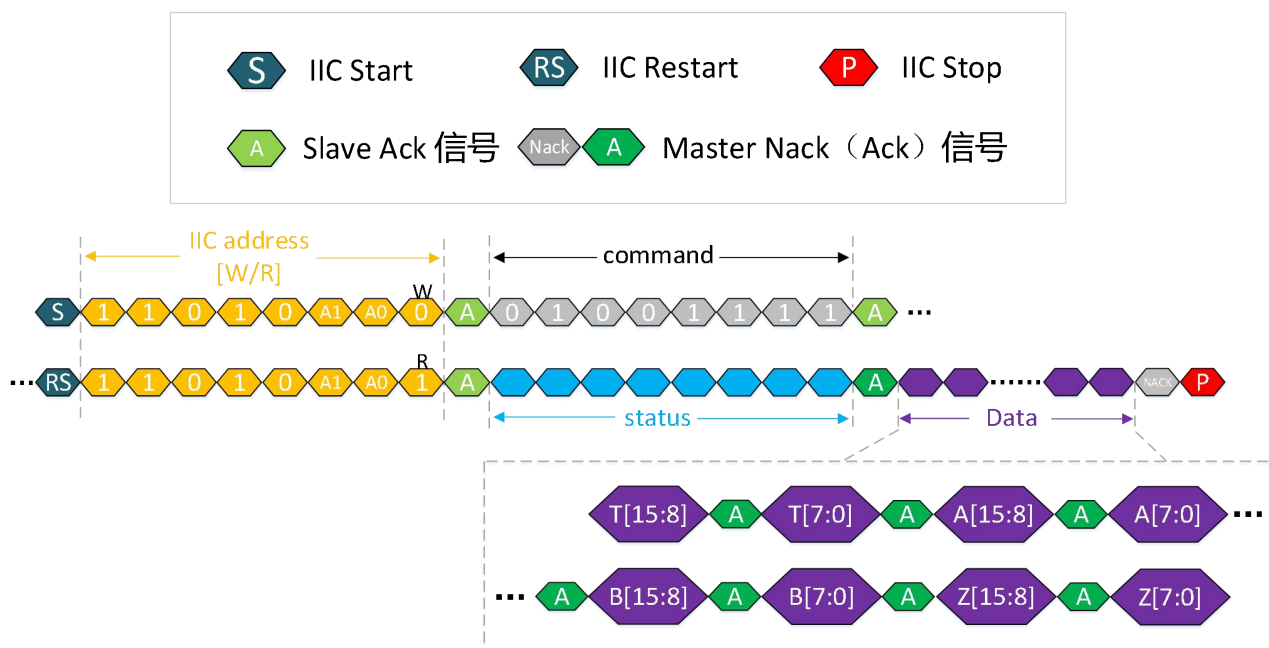 S IIC Start RS IIC Restart P IIC Stop
A Slave Ack 信号 Nack A Master Nack（Ack）信号
IIC address
[W/R]
command
W
S 1 1 0 1 0 A1 A0 0 A 0 1 0 0 1 1 1 1 A ...
R
... RS 1 1 0 1 0 A1 A0 1 A A ...... NACK P
status Data
T[15:8] A T[7:0] A A[15:8] A A[7:0] ...
... A B[15:8] A B[7:0] A Z[15:8] A Z[7:0]